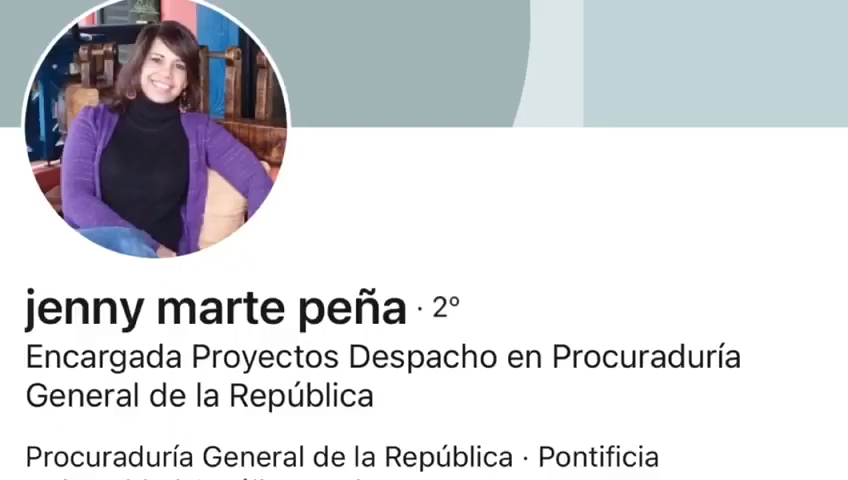 jenny marte peña · 2º
Encargada Proyectos Despacho en Procuraduría
General de la República
Procuraduría General de la República · Pontificia